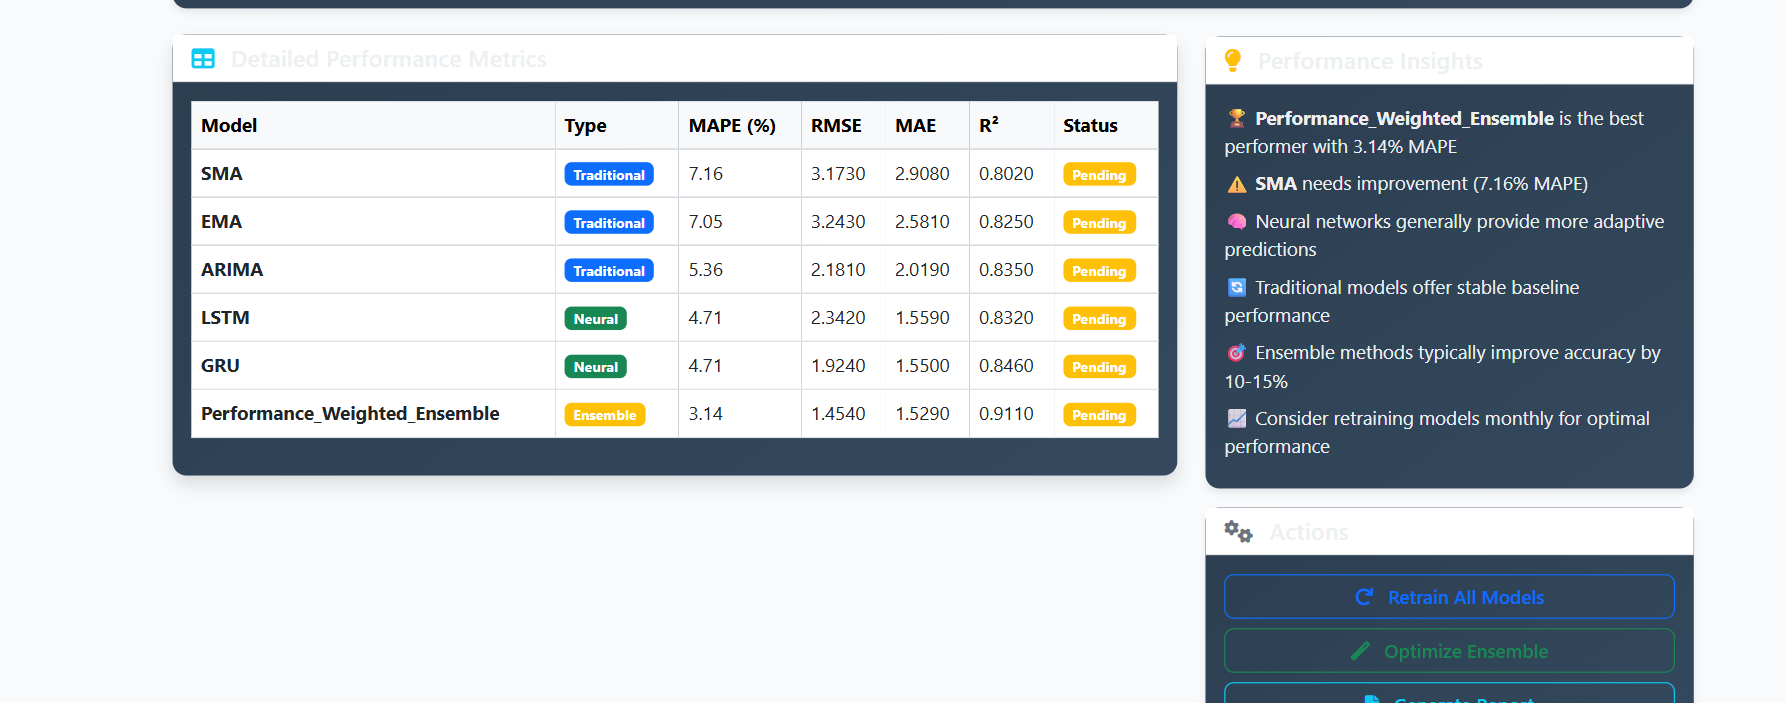 Detailed Performance Metrics
Model Type MAPE (%) RMSE MAE R² Status
SMA Traditional 7.16 3.1730 2.9080 0.8020 Pending
EMA Traditional 7.05 3.2430 2.5810 0.8250 Pending
ARIMA Traditional 5.36 2.1810 2.0190 0.8350 Pending
LSTM Neural 4.71 2.3420 1.5590 0.8320 Pending
GRU Neural 4.71 1.9240 1.5500 0.8460 Pending
Performance_Weighted_Ensemble Ensemble 3.14 1.4540 1.5290 0.9110 Pending
Performance Insights
🏆 Performance_Weighted_Ensemble is the best
performer with 3.14% MAPE
⚠️ SMA needs improvement (7.16% MAPE)
🧠 Neural networks generally provide more adaptive
predictions
🔄 Traditional models offer stable baseline
performance
🎯 Ensemble methods typically improve accuracy by
10-15%
📈 Consider retraining models monthly for optimal
performance
Actions
Retrain All Models
Optimize Ensemble
Generate Report